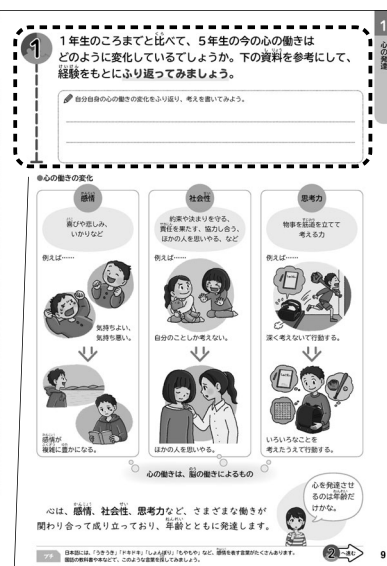 1
心の発達
1
1年生のころまでと比べて、5年生の今の心の働きは
どのように変化しているでしょうか。下の資料を参考にして、
経験をもとにふり返ってみましょう。
自分自身の心の働きの変化をふり返り、考えを書いてみよう。
●心の働きの変化
感情
喜びや悲しみ、
いかりなど
例えば……
気持ちよい、
気持ち悪い。
感情が
複雑に豊かになる。
社会性
約束や決まりを守る、
責任を果たす、協力し合う、
ほかの人を思いやる、など
例えば……
自分のことしか考えない。
ほかの人を思いやる。
思考力
物事を筋道を立てて
考える力
例えば……
深く考えないで行動する。
いろいろなことを
考えたうえで行動する。
心の働きは、脳の働きによるもの
心を発達させ
るのは年齢だ
けかな。
心は、感情、社会性、思考力など、さまざまな働きが
関わり合って成り立っており、年齢とともに発達します。
プチ 日本語には、「うきうき」「ドキドキ」「しょんぼり」「もやもや」など、感情を表す言葉がたくさんあります。
国語の教科書や本などで、このような言葉を探してみましょう。
2へ進む
9